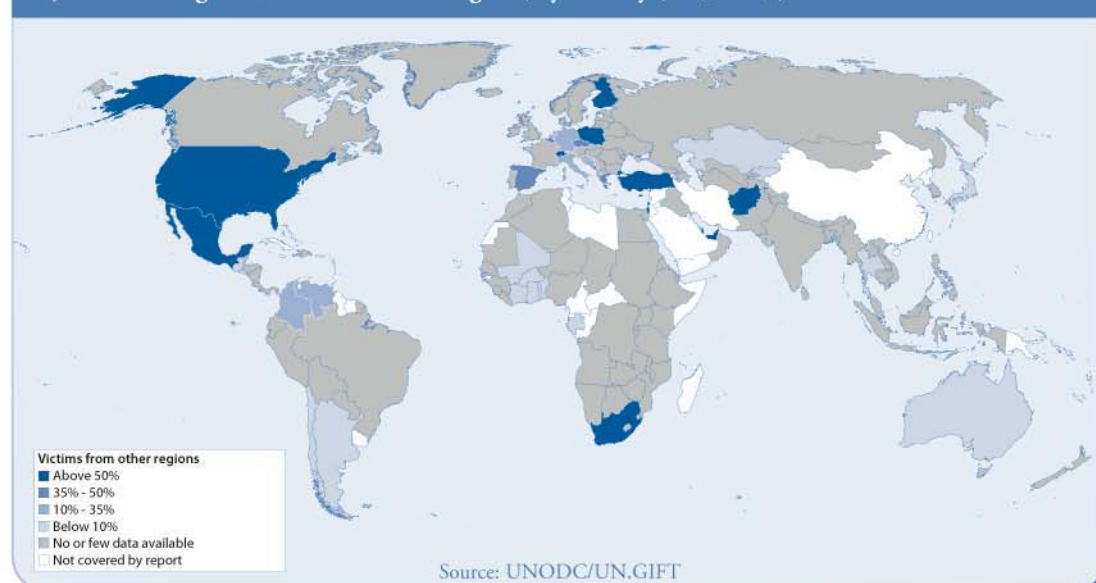 Victims from other regions
Above 50%
35% - 50%
10% - 35%
Below 10%
No or few data available
Not covered by report
Source: UNODC/UN.GIFT